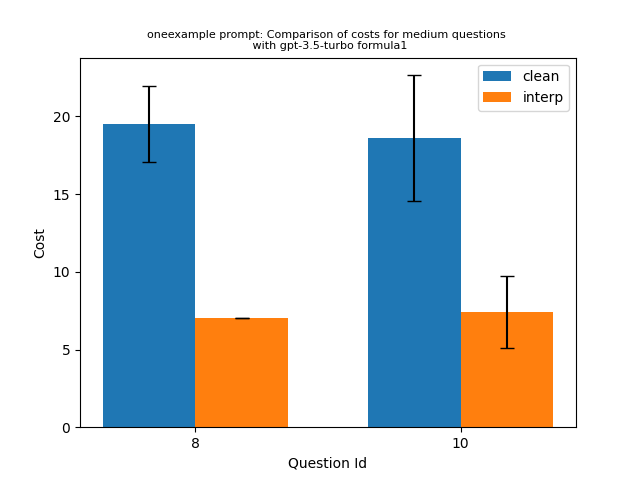 oneexample prompt: Comparison of costs for medium questions
with gpt-3.5-turbo formula1
clean
interp
20
15
10
5
0
Cost
8
10
Question Id